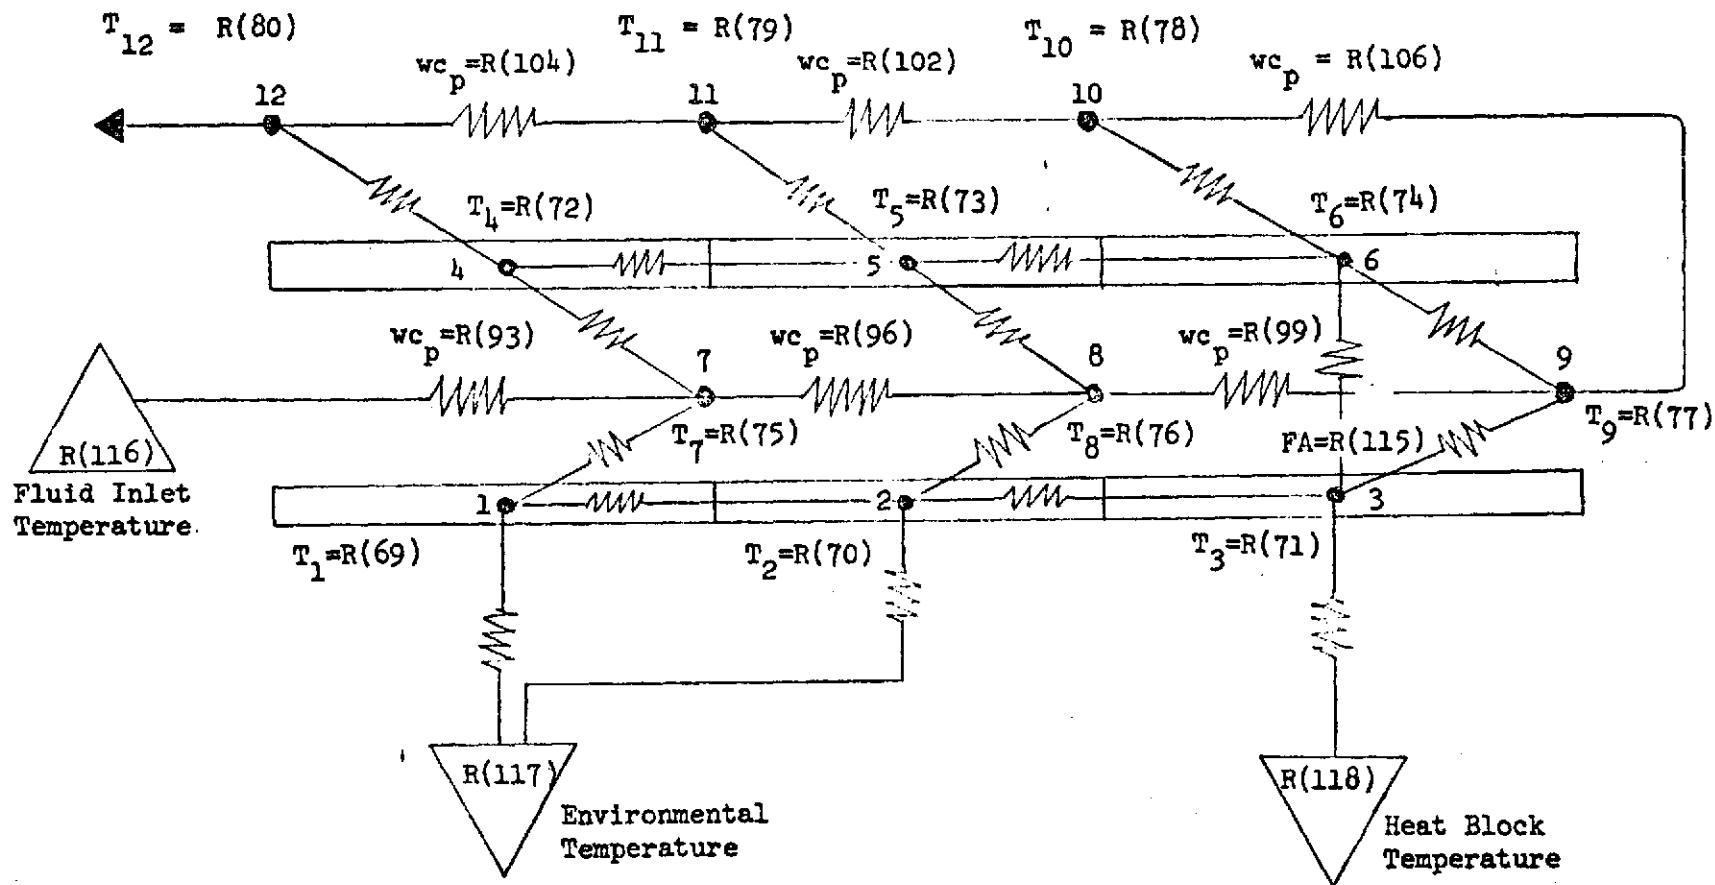 T12 = R(80)
T11 = R(79)
T10 = R(78)
wcp=R(104)
wcp=R(102)
wcp = R(106)
12
11
10
T4=R(72)
T5=R(73)
T6=R(74)
4
5
6
wcp=R(93)
wcp=R(96)
wcp=R(99)
7
8
9
T7=R(75)
T8=R(76)
T9=R(77)
R(116)
FA=R(115)
Fluid Inlet
Temperature
1
2
3
T1=R(69)
T2=R(70)
T3=R(71)
R(117)
R(118)
Environmental
Temperature
Heat Block
Temperature